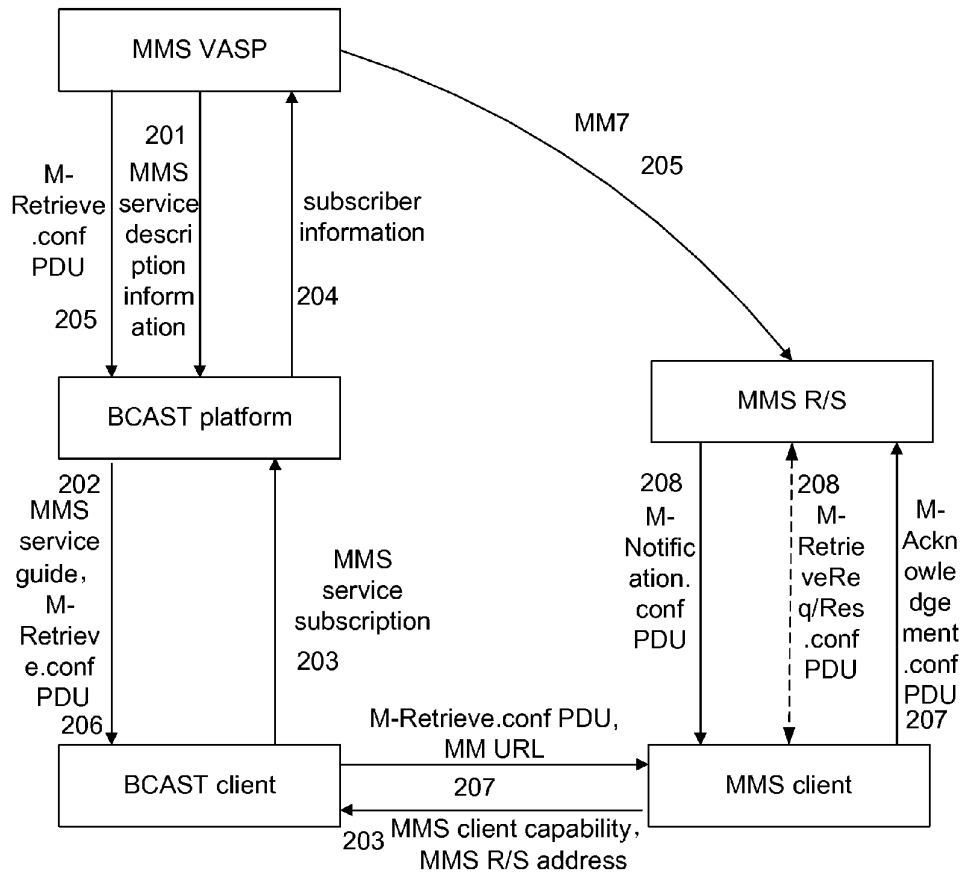 MMS VASP
MM7
205
M-
Retrieve
.conf
PDU
205
201
MMS
service
descri
ption
inform
ation
subscriber
information
204
BCAST platform
MMS R/S
202
MMS
service
guide,
M-
Retriev
e.conf
PDU
206
MMS
service
subscription
203
208
M-
Notific
ation.
conf
PDU
208
M-
Retrie
veRe
q/Res
.conf
PDU
M-
Ackn
owle
dge
ment
.conf
PDU
207
M-Retrieve.conf PDU,
MM URL
207
BCAST client
MMS client
203
MMS client capability,
MMS R/S address